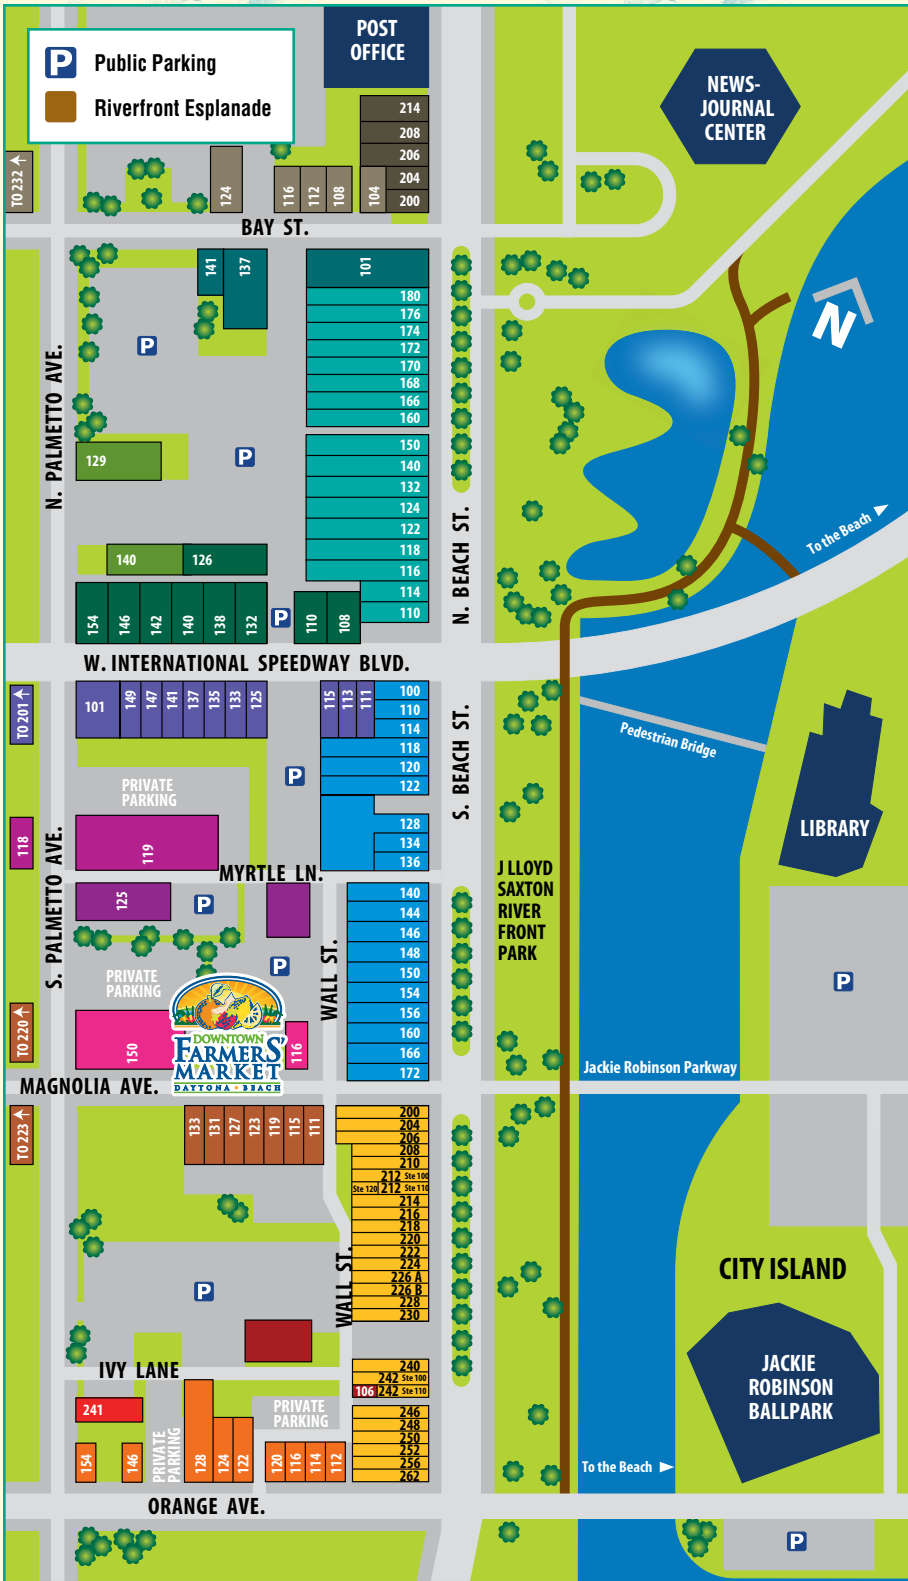 P Public Parking
Riverfront Esplanade
POST
OFFICE
NEWS-
JOURNAL
CENTER
214
208
206
204
200
TO 232
124
116
112
108
104
BAY ST.
141
137
101
180
176
174
172
170
168
166
160
P
N. PALMETTO AVE.
N
129
P
150
140
132
124
122
118
116
114
110
N. BEACH ST.
To the Beach
140
126
154
146
142
140
138
132
P
110
108
W. INTERNATIONAL SPEEDWAY BLVD.
TO 201
101
149
147
141
137
135
133
125
115
113
111
100
110
114
118
120
122
128
134
136
S. BEACH ST.
Pedestrian Bridge
P
PRIVATE
PARKING
LIBRARY
118
119
S. PALMETTO AVE.
MYRTLE LN.
J LLOYD
SAXTON
RIVER
FRONT
PARK
125
P
140
144
146
148
150
154
156
160
166
172
WALL ST.
P
P
PRIVATE
PARKING
TO 220
150
DOWNTOWN
FARMERS'
MARKET
DAYTONA • BEACH
116
Jackie Robinson Parkway
MAGNOLIA AVE.
TO 223
133
131
127
123
119
115
111
200
204
206
208
210
212 Ste 100
Ste 120 212 Ste 110
214
216
218
220
222
224
226 A
226 B
228
230
WALL ST.
P
CITY ISLAND
IVY LANE
240
242 Ste 100
106 242 Ste 110
246
248
250
252
256
262
JACKIE
ROBINSON
BALLPARK
241
PRIVATE
PARKING
PRIVATE
PARKING
154
146
128
124
122
120
116
114
112
To the Beach
ORANGE AVE.
P